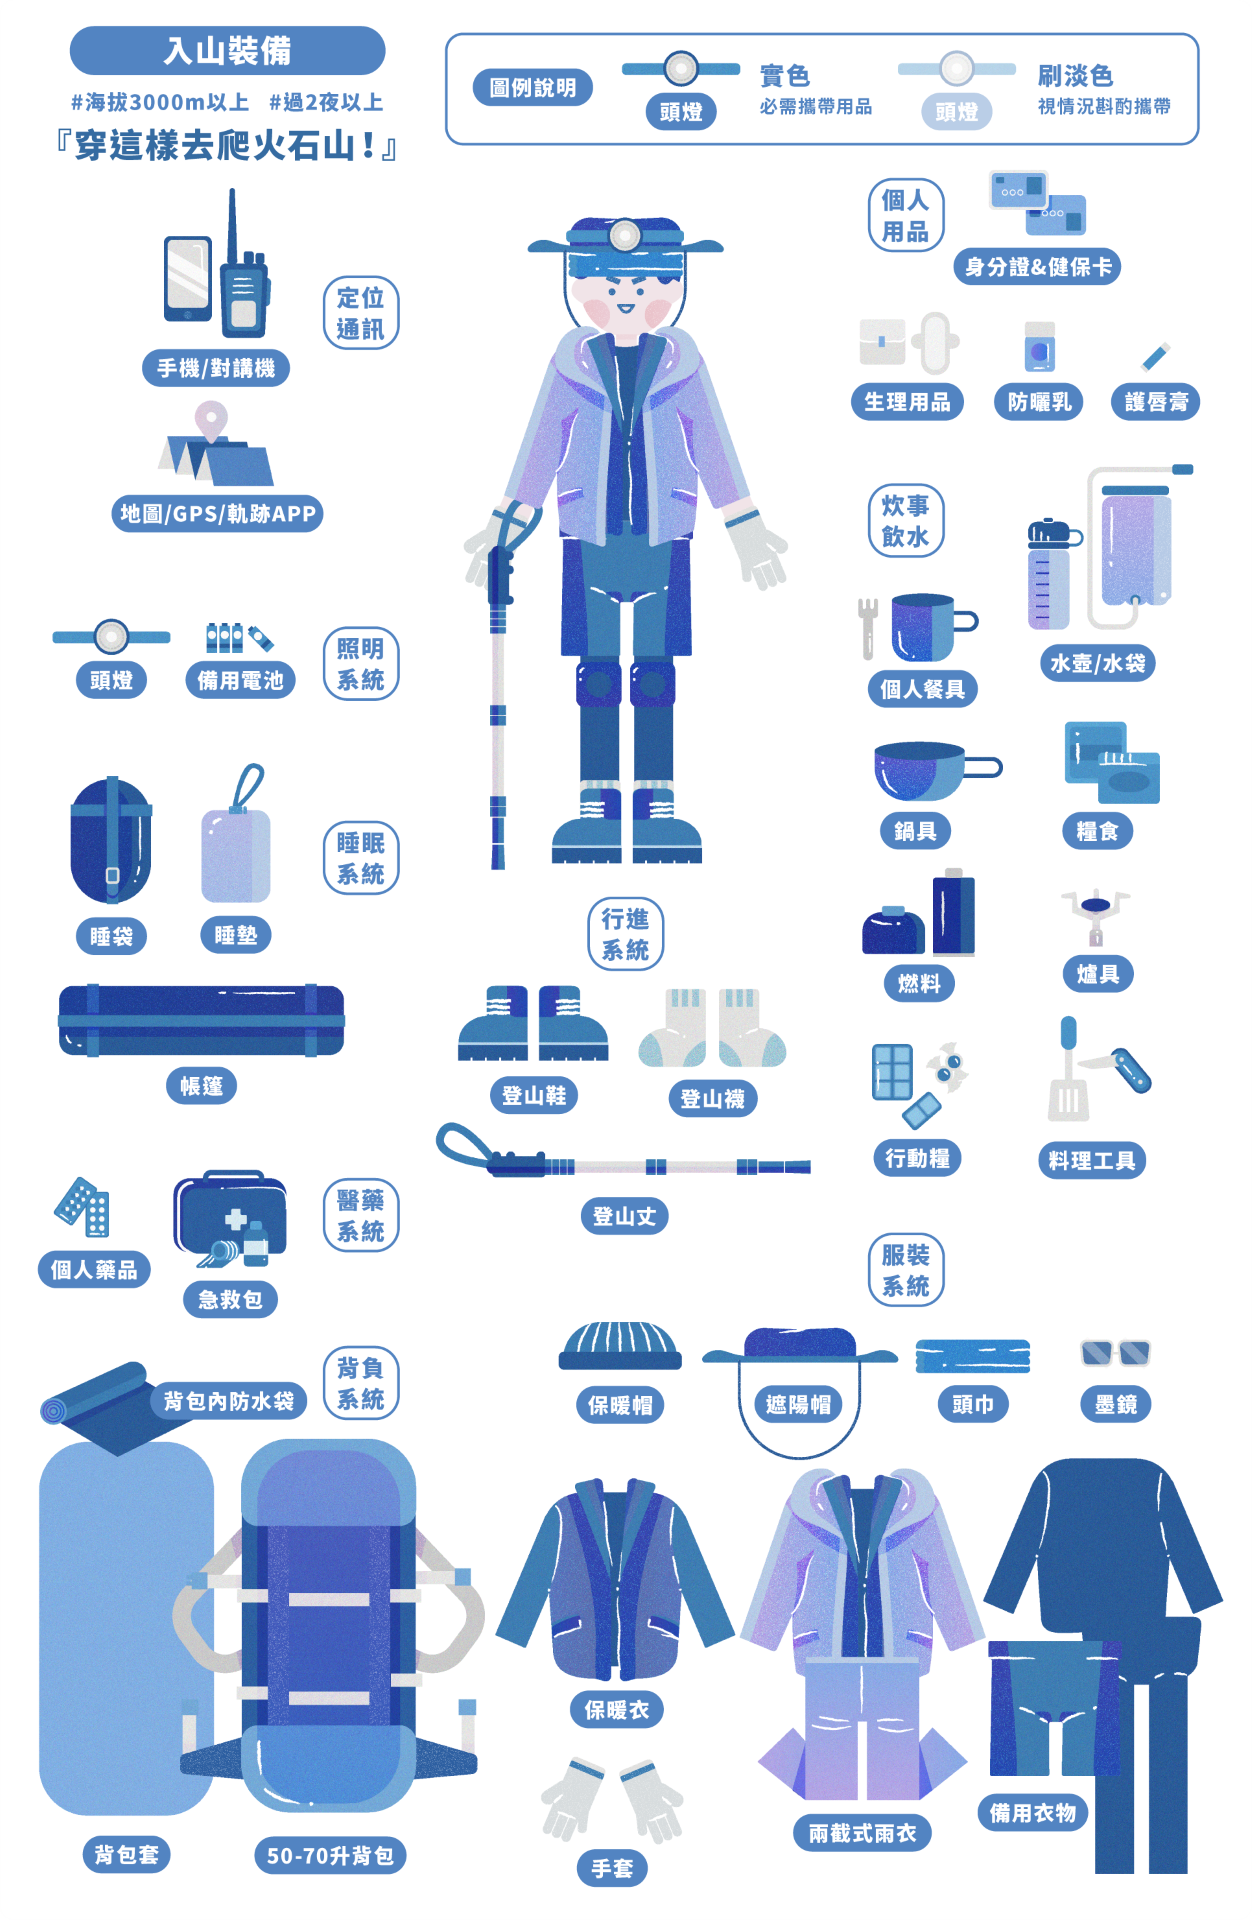 入山裝備
#海拔3000m以上 #過2夜以上
『穿這樣去爬火石山！』
圖例說明
頭燈
實色
必需攜帶用品
頭燈
刷淡色
視情況斟酌攜帶
手機/對講機
定位
通訊
地圖/GPS/軌跡APP
頭燈
備用電池
照明
系統
睡袋
睡墊
睡眠
系統
帳篷
個人藥品
急救包
醫藥
系統
背包內防水袋
背負
系統
背包套
50-70升背包
行進
系統
登山鞋
登山襪
登山丈
個人
用品
身分證&健保卡
生理用品
防曬乳
護唇膏
炊事
飲水
水壺/水袋
個人餐具
鍋具
糧食
燃料
爐具
行動糧
料理工具
服裝
系統
保暖帽
遮陽帽
頭巾
墨鏡
保暖衣
手套
兩截式雨衣
備用衣物